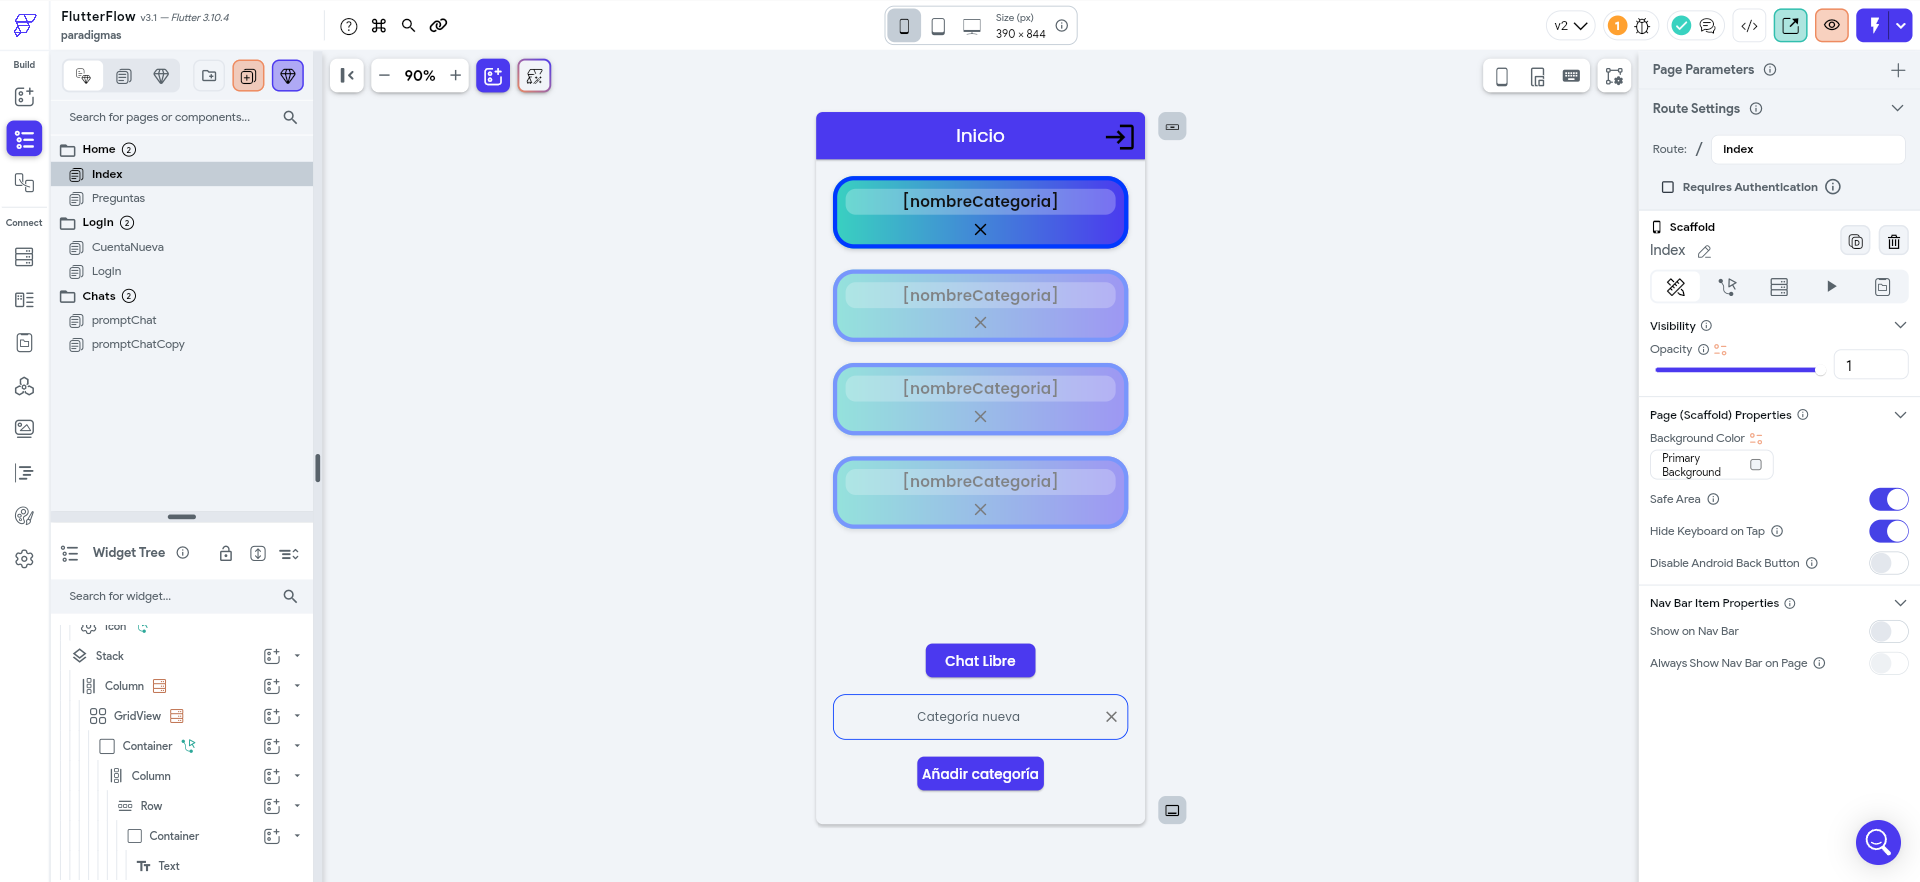 FlutterFlow v3.1 — Flutter 3.10.4
paradigmas
Size (px)
390 × 844
v2
1
Build
Connect
Search for pages or components...
Home 2
Index
Preguntas
LogIn 2
CuentaNueva
LogIn
Chats 2
promptChat
promptChatCopy
Widget Tree
Search for widget...
Icon
Stack
Column
GridView
Container
Column
Row
Container
Text
90%
Inicio
[nombreCategoria]
[nombreCategoria]
[nombreCategoria]
[nombreCategoria]
Chat Libre
Categoría nueva
Añadir categoría
Page Parameters
Route Settings
Route: / index
Requires Authentication
Scaffold
Index
Visibility
Opacity
1
Page (Scaffold) Properties
Background Color
Primary
Background
Safe Area
Hide Keyboard on Tap
Disable Android Back Button
Nav Bar Item Properties
Show on Nav Bar
Always Show Nav Bar on Page